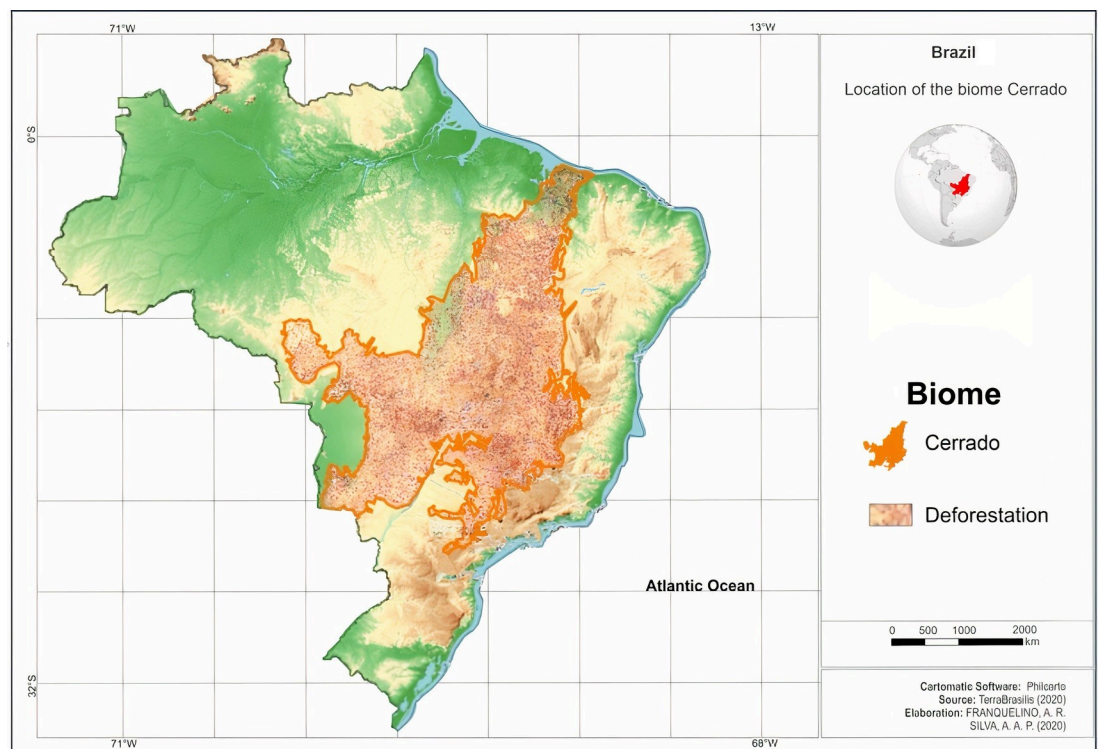 71°W
13°W
0°S
32°S
71°W
68°W
Atlantic Ocean
Brazil
Location of the biome Cerrado
Biome
Cerrado
Deforestation
0 500 1000 2000
km
Cartomatic Software: Philcarto
Source: TerraBrasilis (2020)
Elaboration: FRANQUELINO, A. R.
SILVA, A. A. P. (2020)